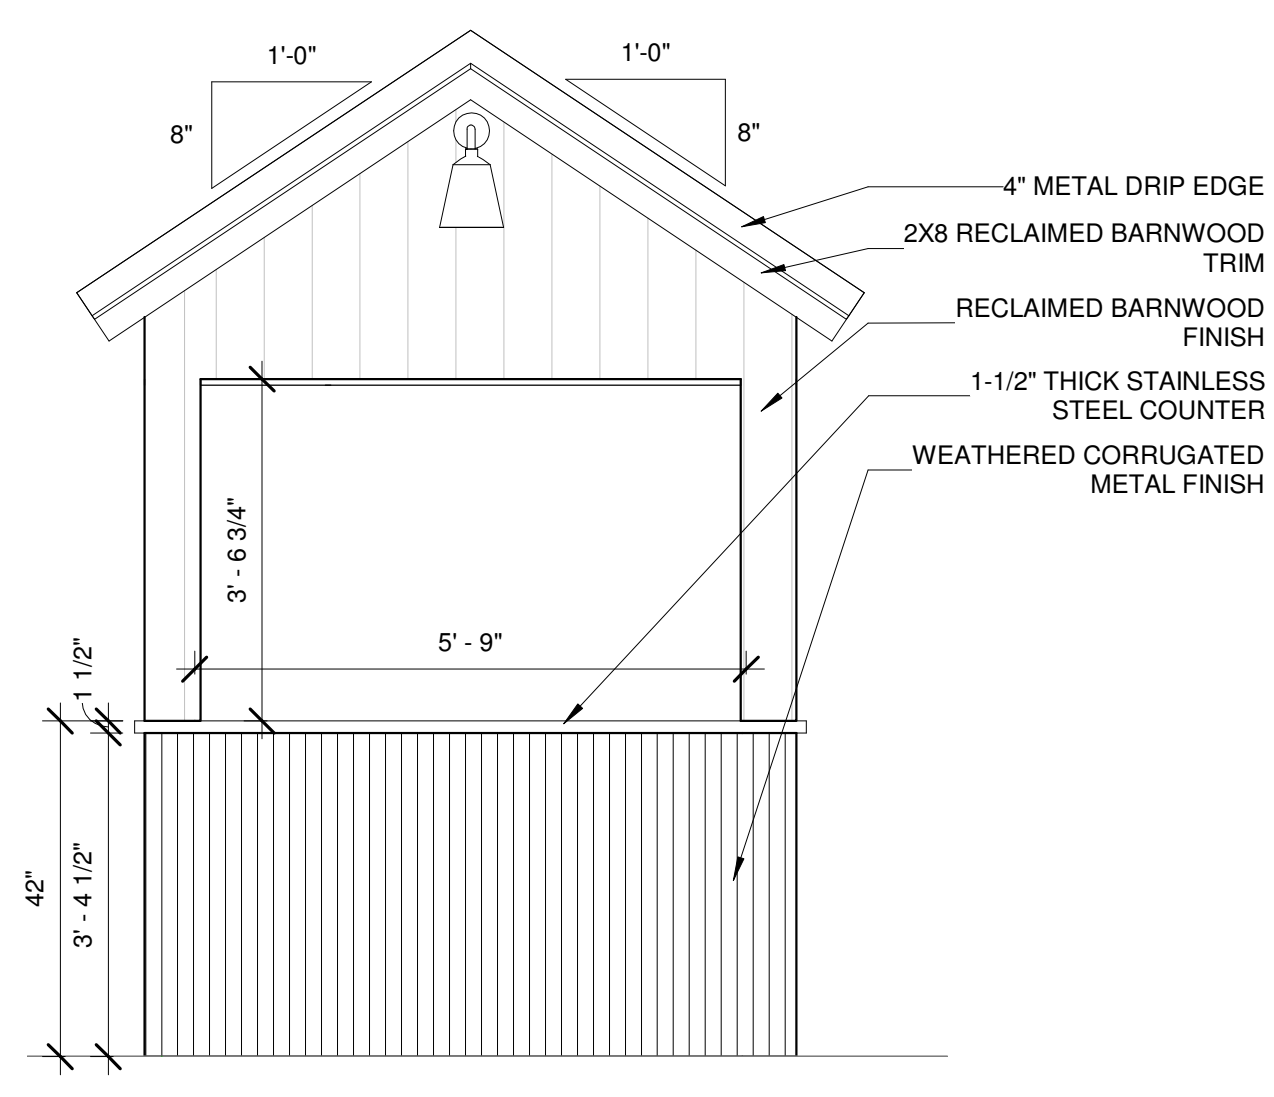 1'-0"
1'-0"
8"
8"
4" METAL DRIP EDGE
2X8 RECLAIMED BARNWOOD
TRIM
RECLAIMED BARNWOOD
FINISH
1-1/2" THICK STAINLESS
STEEL COUNTER
WEATHERED CORRUGATED
METAL FINISH
3' - 6 3/4"
5' - 9"
1 1/2"
42"
3' - 4 1/2"